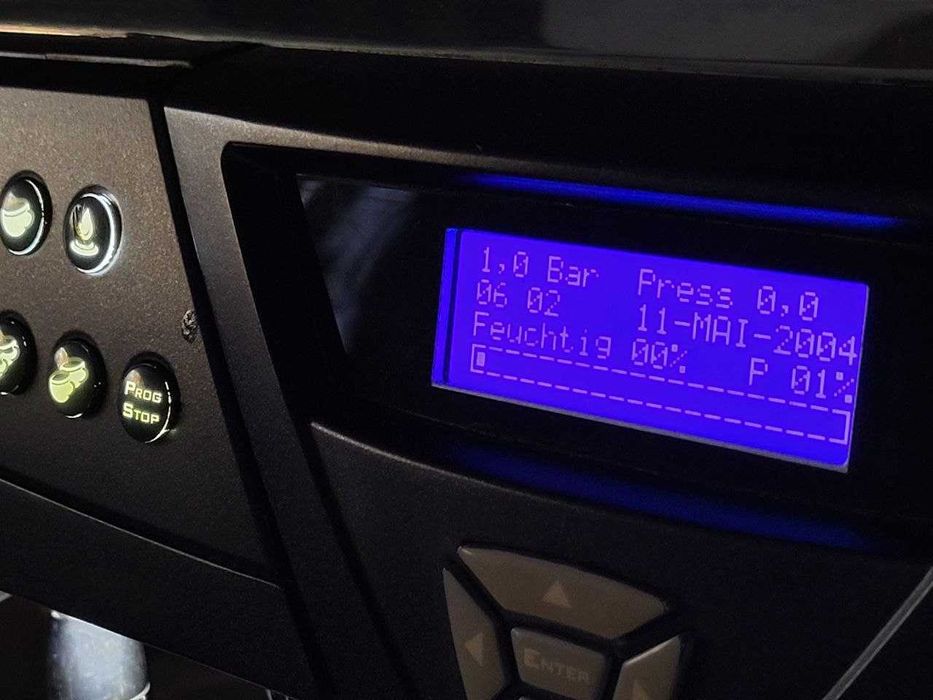 1,0 Bar Press 0,0
06 02 11-MAI-2004
Feuchtig 00% P 01%
PROG
STOP
ENTER